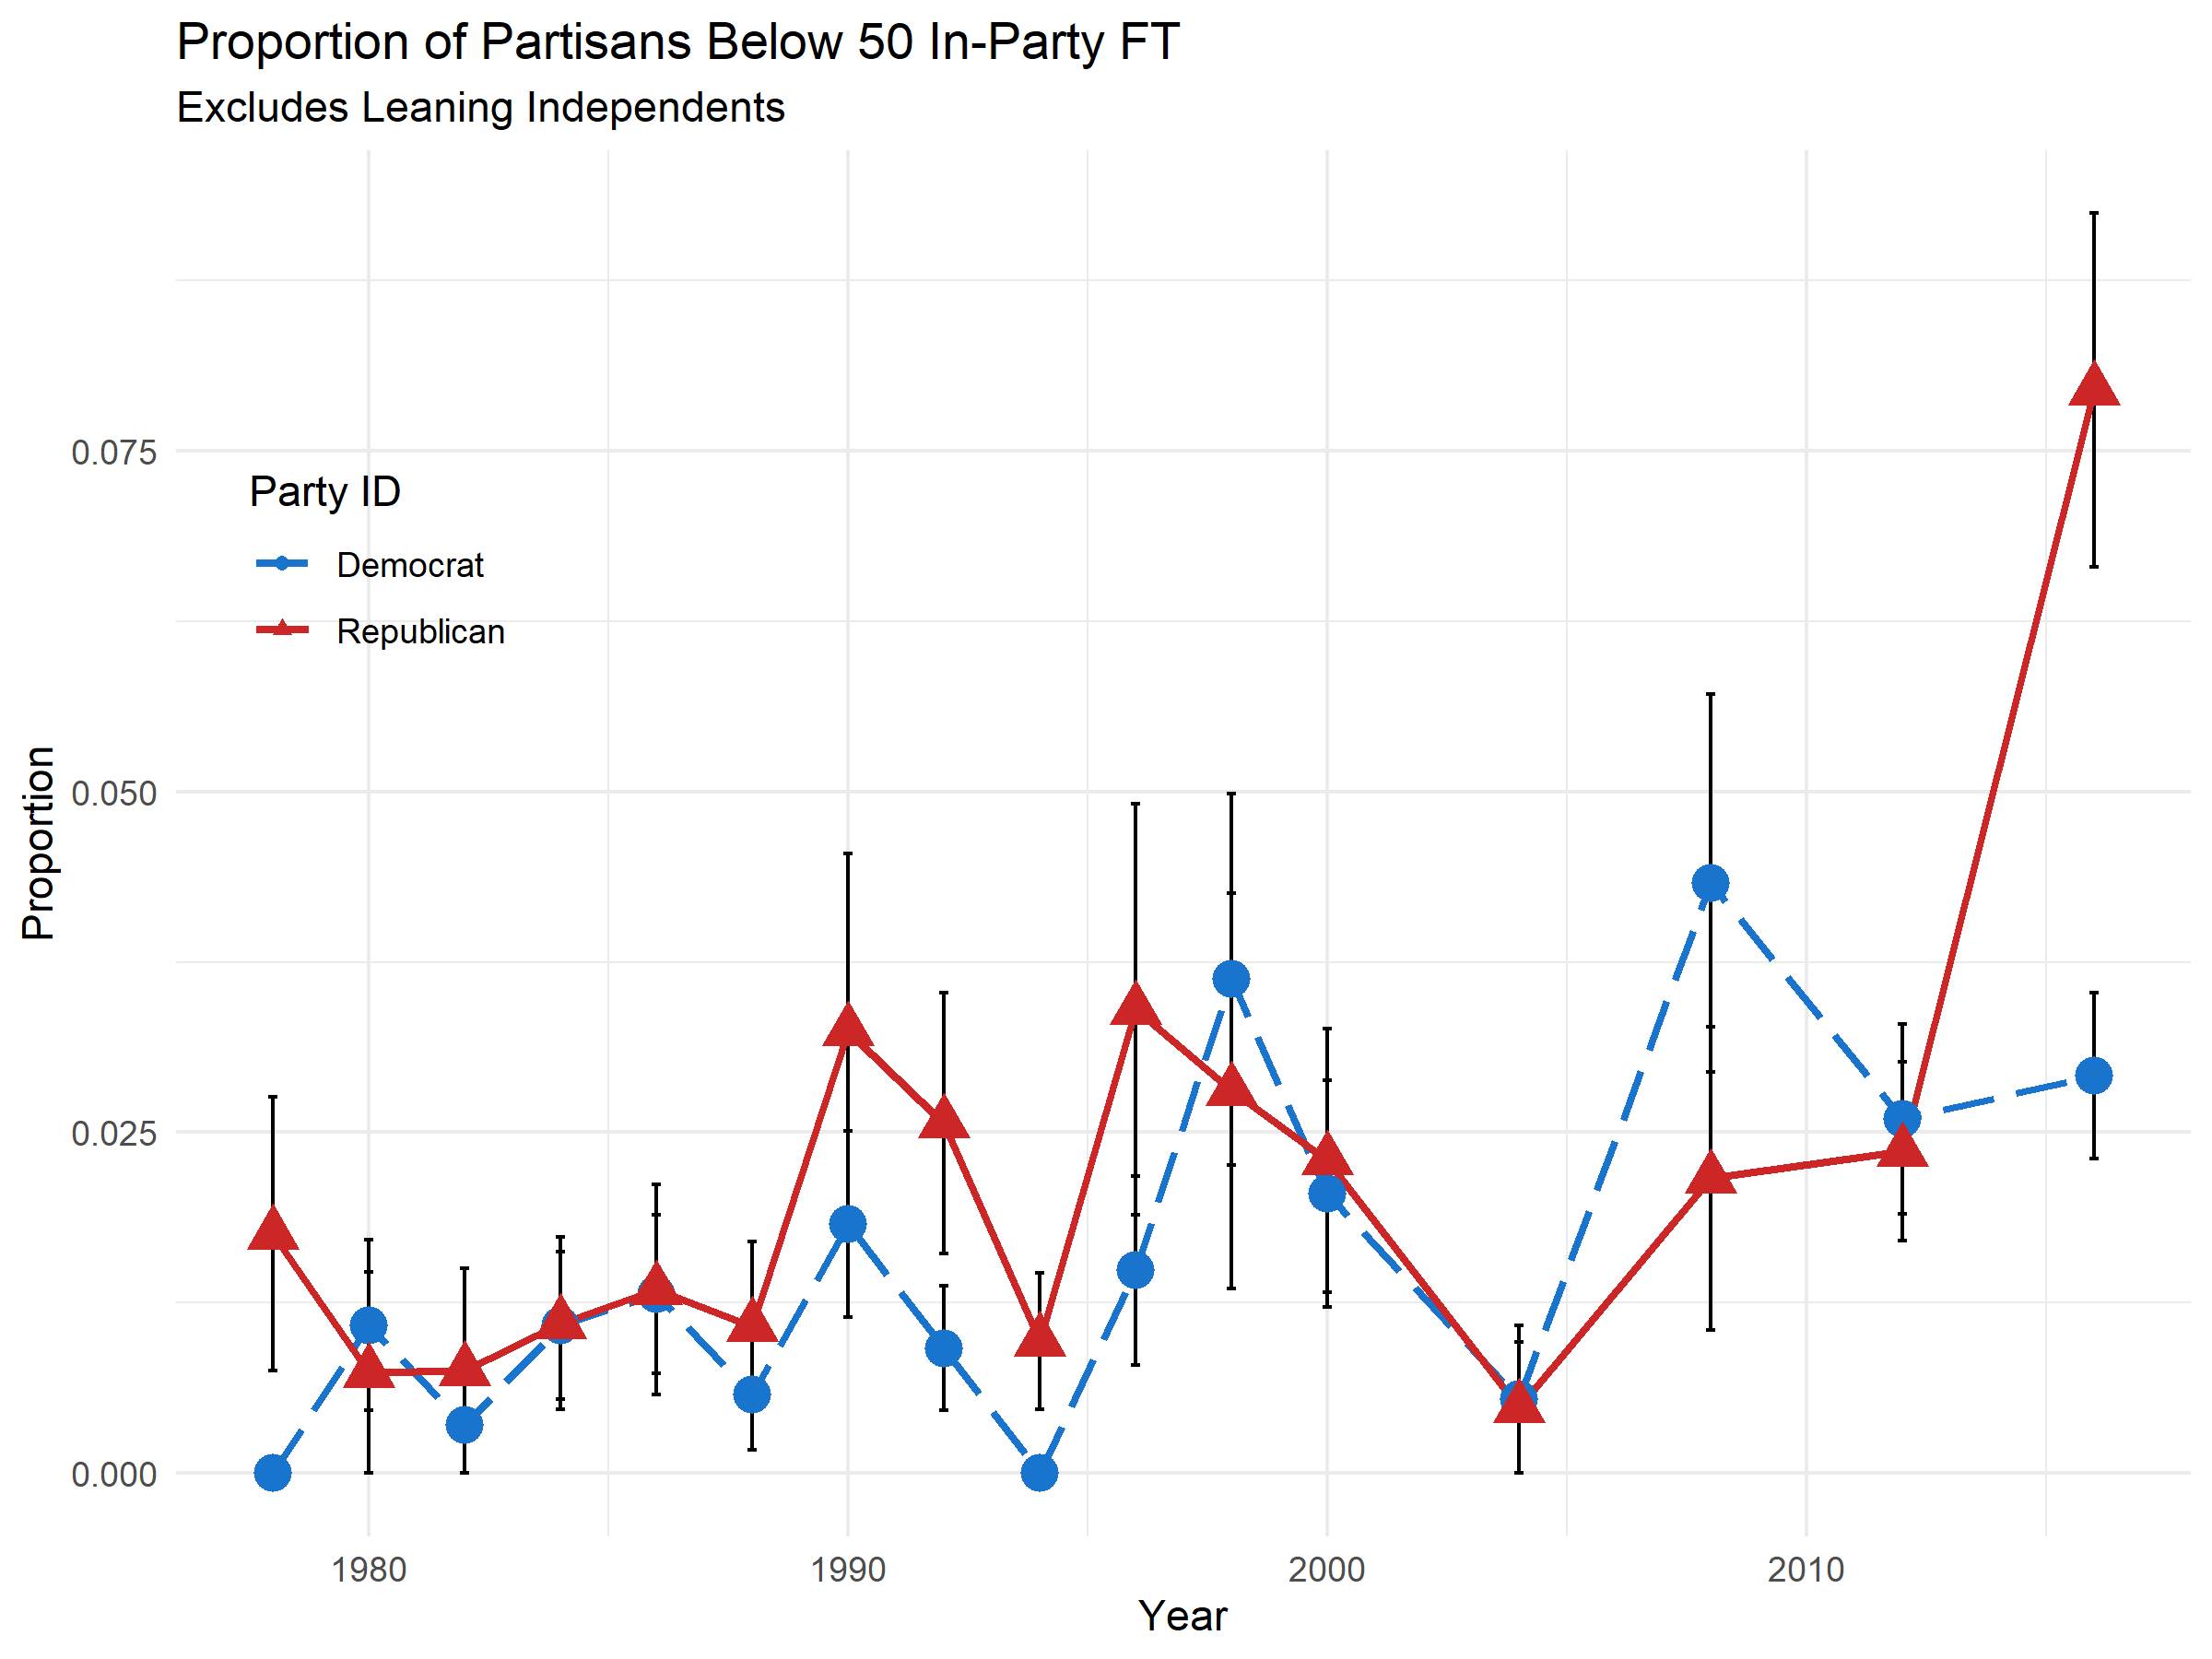 Proportion of Partisans Below 50 In-Party FT
Excludes Leaning Independents
Proportion
0.075
0.050
0.025
0.000
Party ID
Democrat
Republican
1980
1990
2000
2010
Year